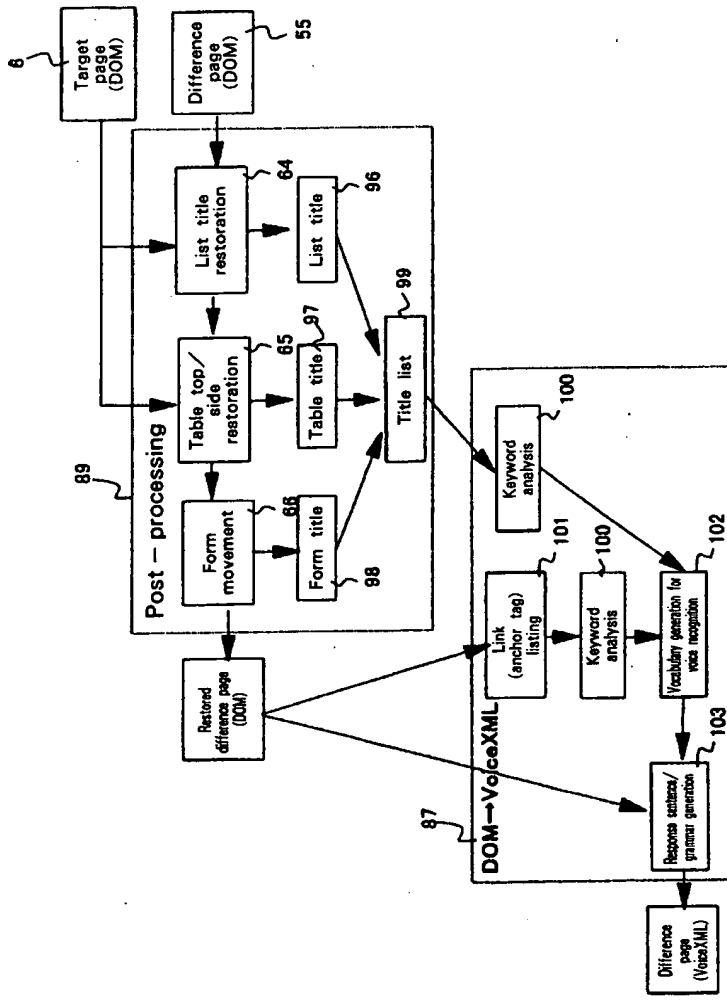 6
Target
page
(DOM)
Difference
page
(DOM)
55
89
Post – processing
List title
restoration
64
Table top/
side
restoration
65
Form
movement
66
List title
96
Table title
97
Form title
98
Title list
99
Restored
difference page
(DOM)
87
DOM→VoiceXML
Keyword
analysis
100
Link
(anchor tag)
listing
101
Keyword
analysis
100
Vocabulary generation for
voice recognition
102
Response sentence/
grammar generation
103
Difference
page
(VoiceXML)